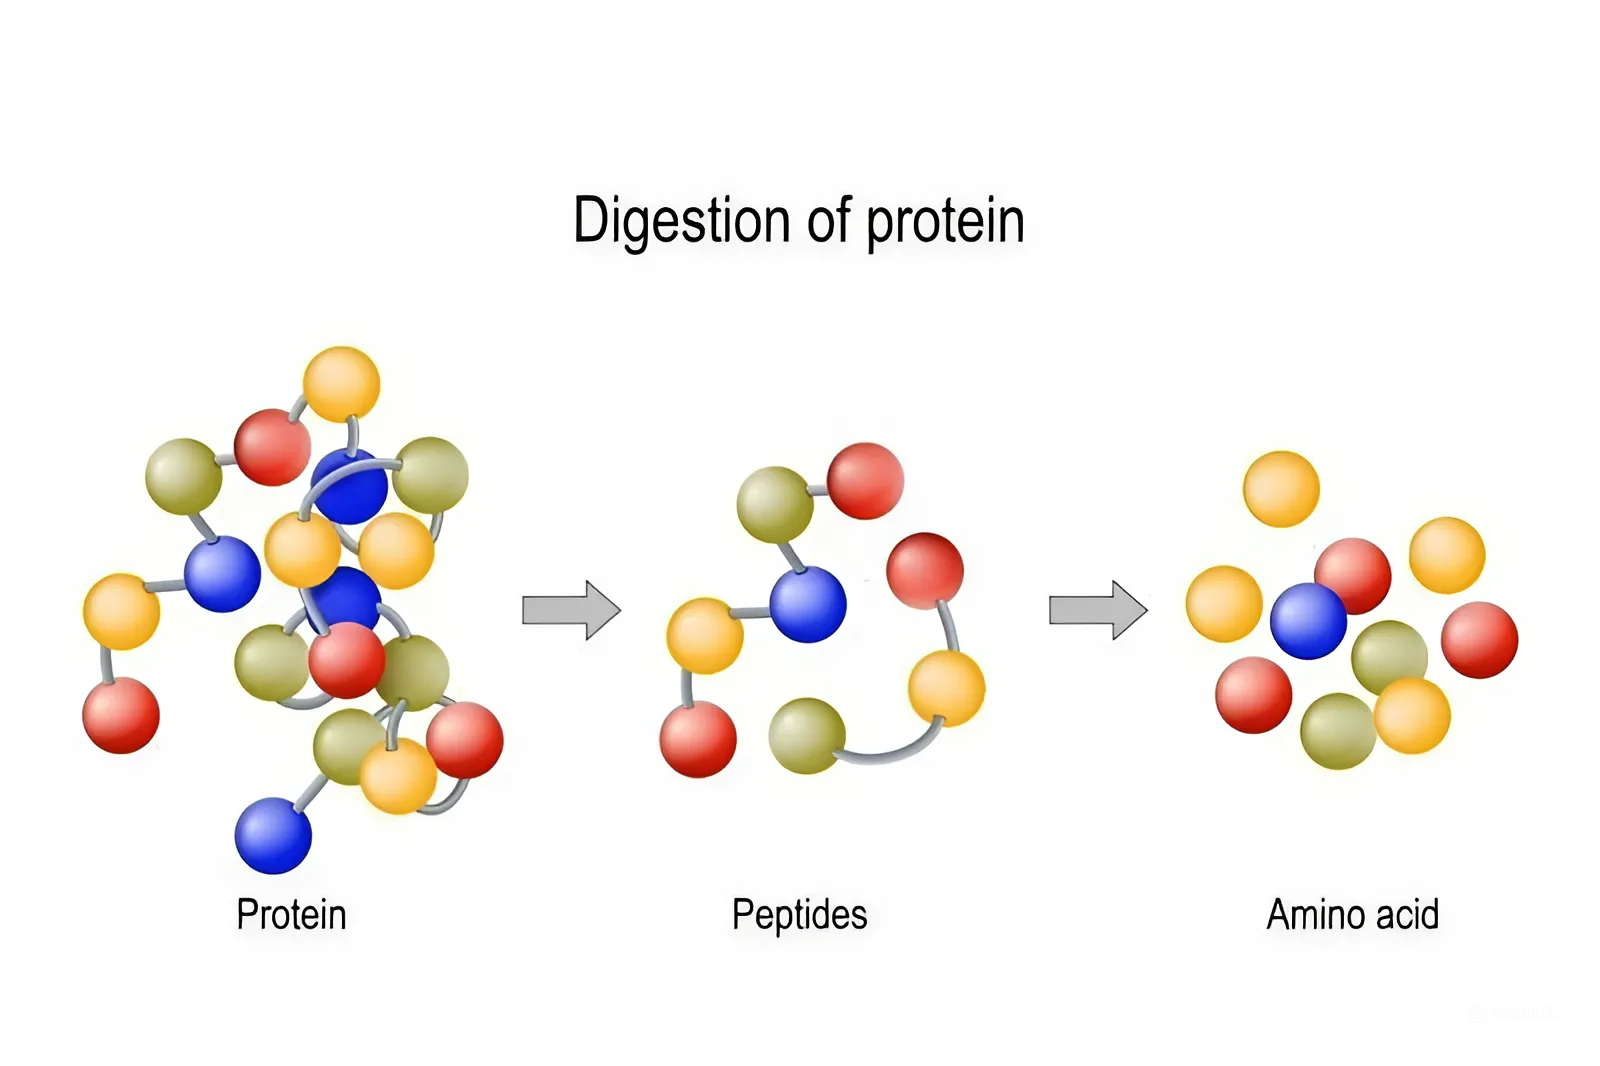 Digestion of protein
Protein
Peptides
Amino acid